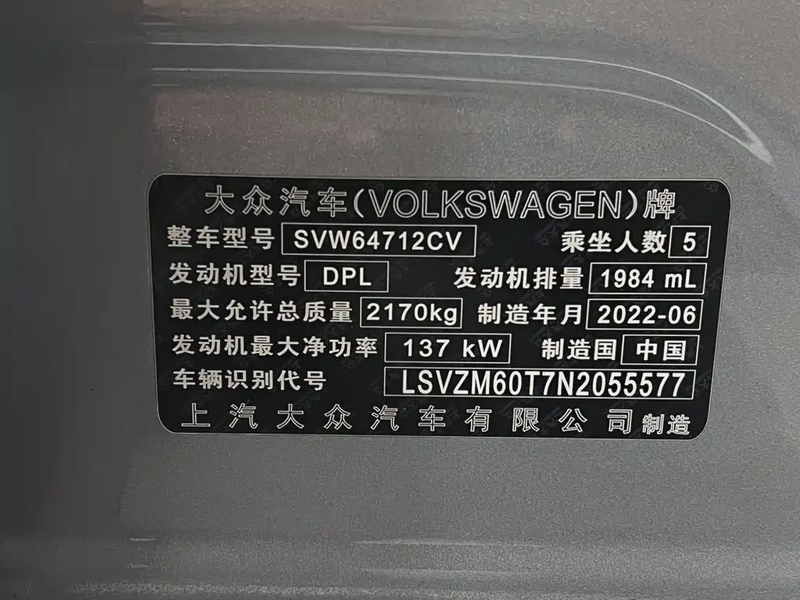 大众汽车(VOLKSWAGEN)牌
整车型号 SVW64712CV 乘坐人数 5
发动机型号 DPL 发动机排量 1984 mL
最大允许总质量 2170kg 制造年月 2022-06
发动机最大净功率 137 kW 制造国 中国
车辆识别代号 LSVZM60T7N2055577
上汽大众汽车有限公司 制造